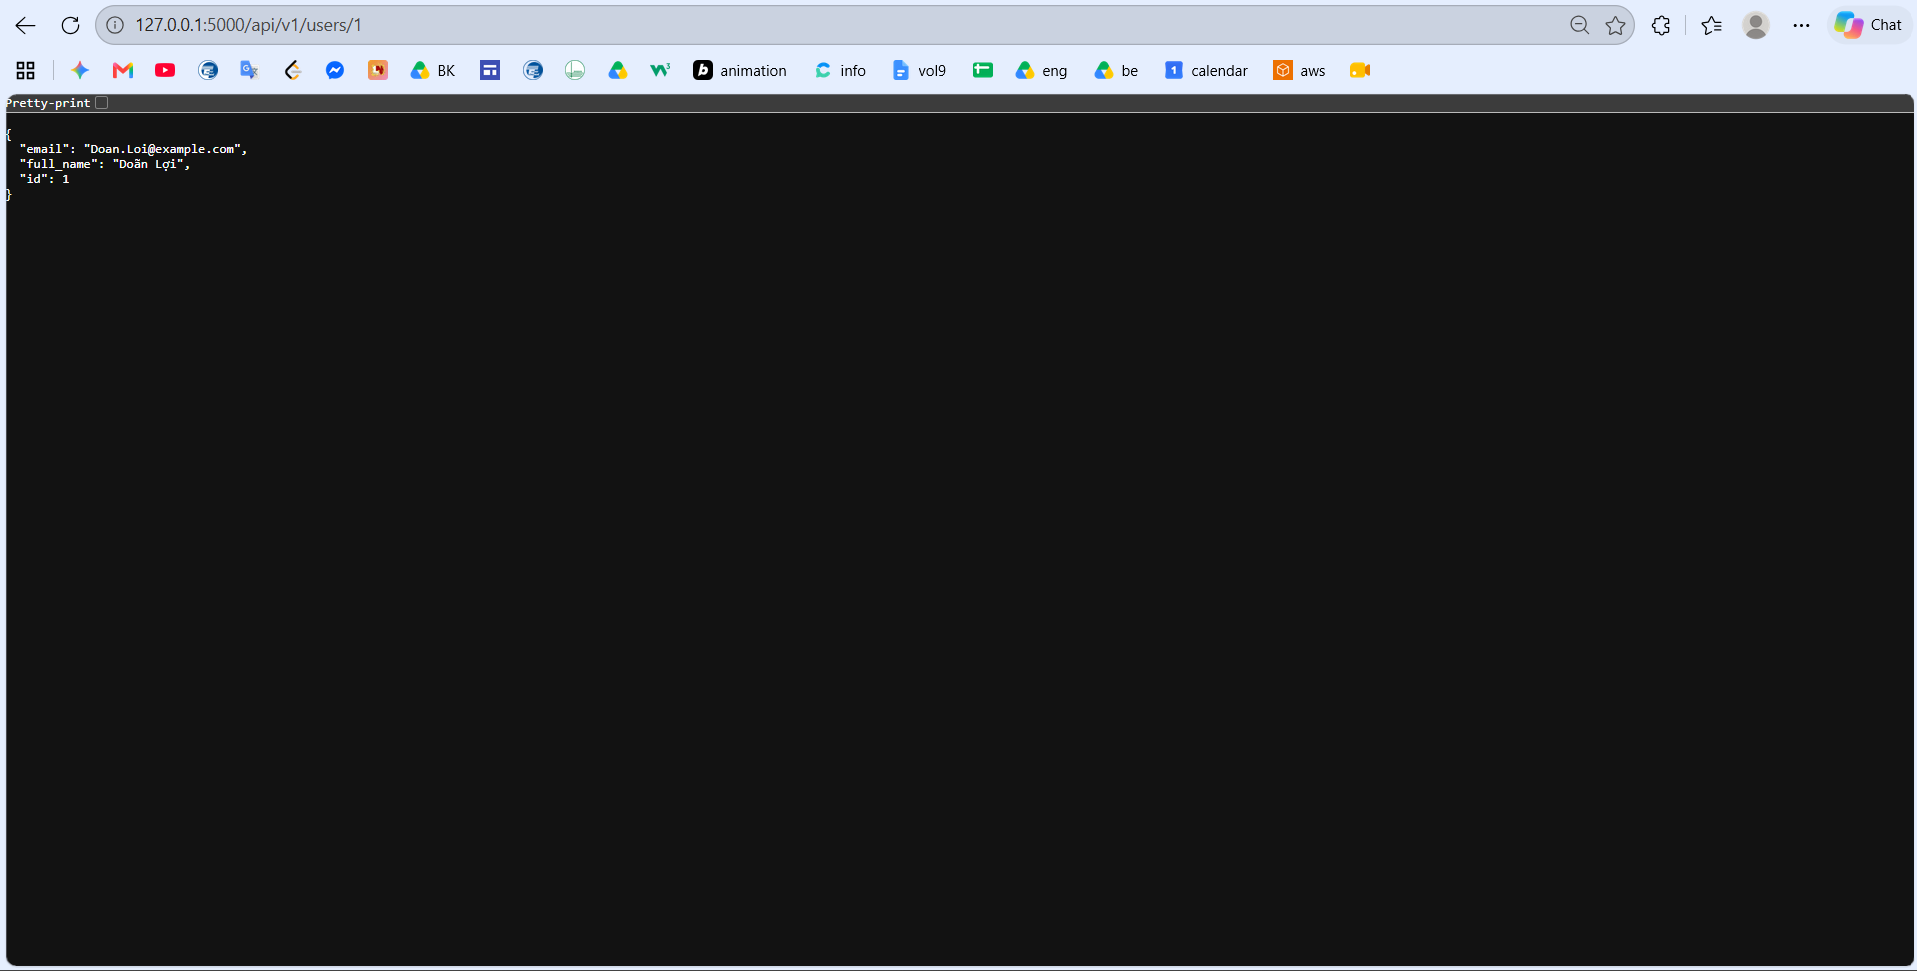 127.0.0.1:5000/api/v1/users/1
Chat
BK animation info vol9 eng be 1 calendar aws
Pretty-print
{
  "email": "Doan.Loi@example.com",
  "full_name": "Doãn Lợi",
  "id": 1
}